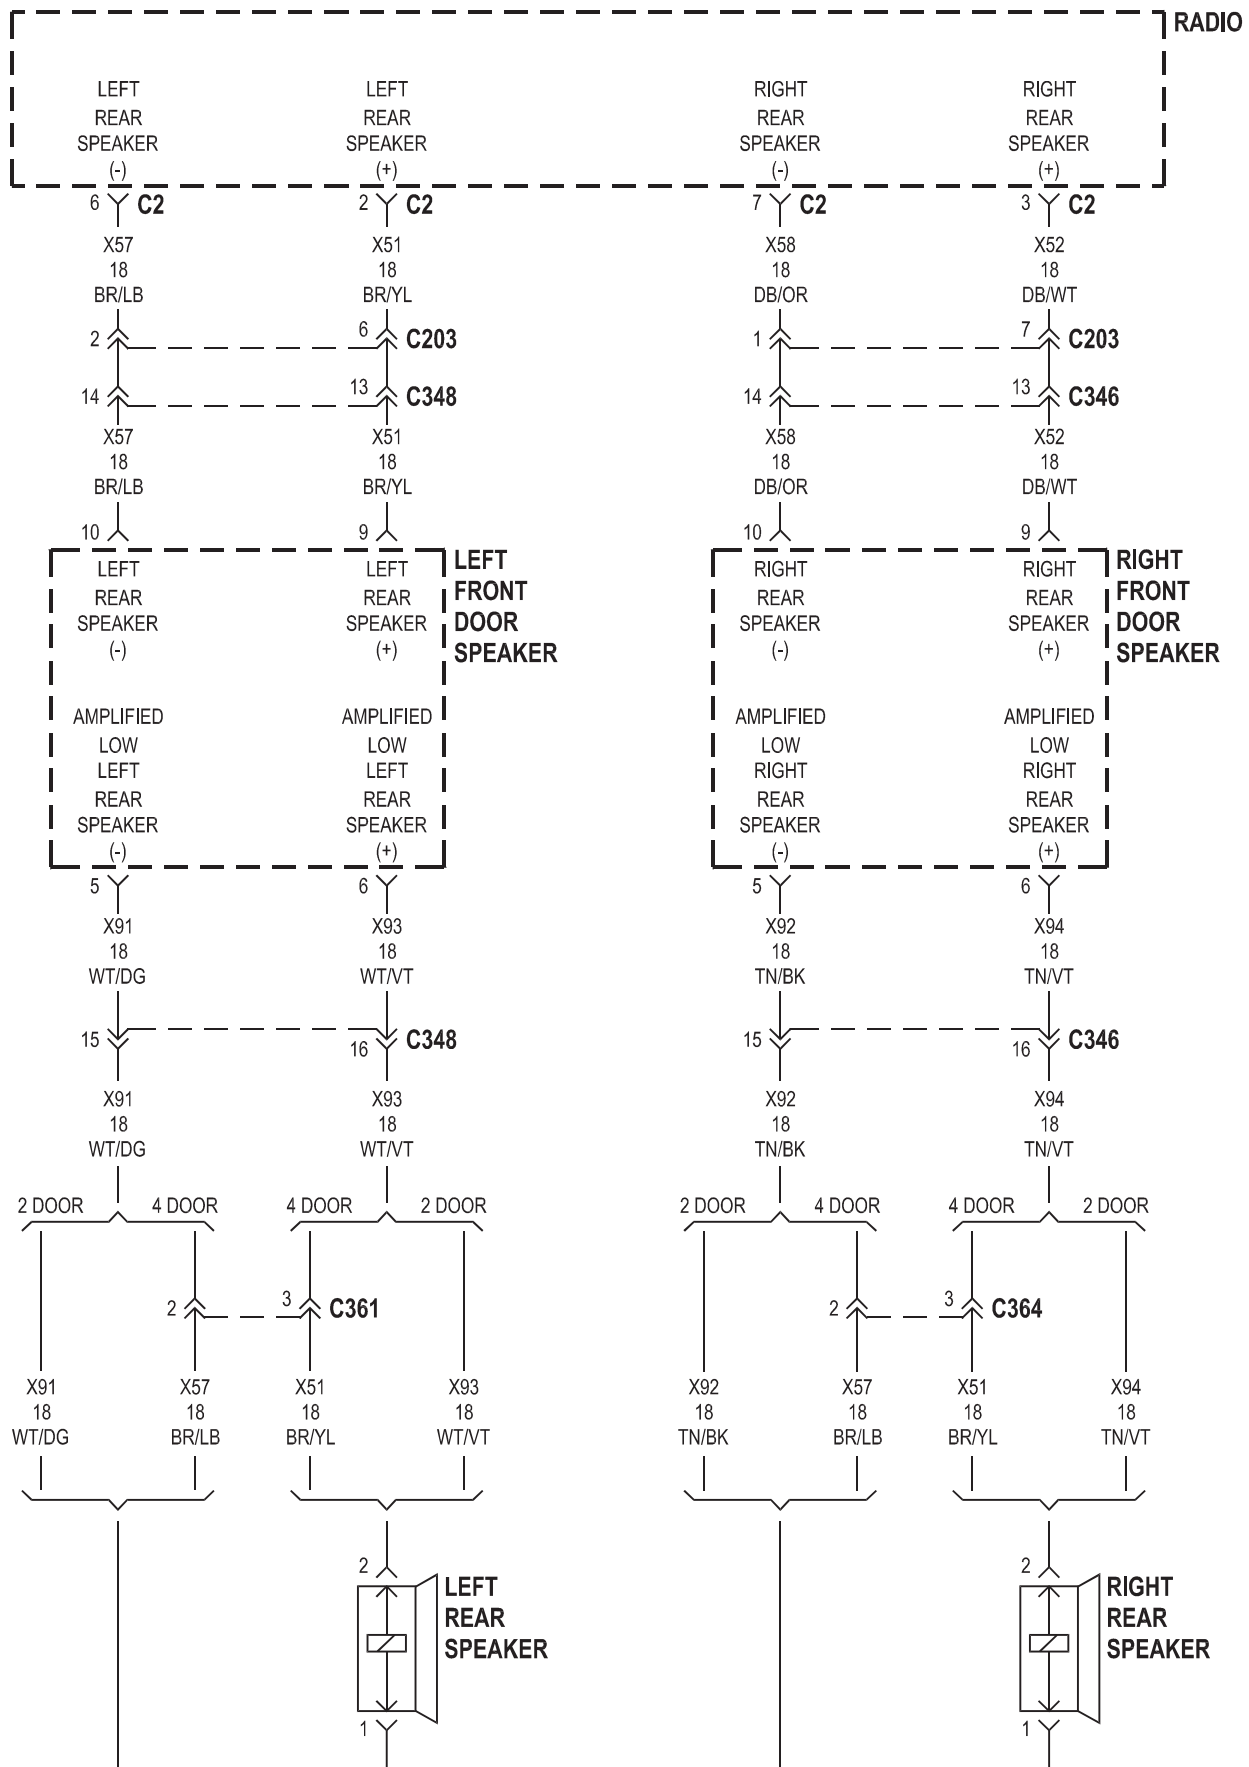 RADIO
LEFT LEFT RIGHT RIGHT
REAR REAR REAR REAR
SPEAKER SPEAKER SPEAKER SPEAKER
(-) (+) (-) (+)
6 C2 2 C2 7 C2 3 C2
X57 X51 X58 X52
18 18 18 18
BR/LB BR/YL DB/OR DB/WT
2 6 C203 1 7 C203
14 13 C348 14 13 C346
X57 X51 X58 X52
18 18 18 18
BR/LB BR/YL DB/OR DB/WT
10 9 10 9
LEFT LEFT RIGHT RIGHT
REAR REAR REAR REAR
SPEAKER SPEAKER SPEAKER SPEAKER
(-) (+) (-) (+)
LEFT RIGHT
FRONT FRONT
DOOR DOOR
SPEAKER SPEAKER
AMPLIFIED AMPLIFIED AMPLIFIED AMPLIFIED
LOW LOW LOW LOW
LEFT LEFT RIGHT RIGHT
REAR REAR REAR REAR
SPEAKER SPEAKER SPEAKER SPEAKER
(-) (+) (-) (+)
5 6 5 6
X91 X93 X92 X94
18 18 18 18
WT/DG WT/VT TN/BK TN/VT
15 16 C348 15 16 C346
X91 X93 X92 X94
18 18 18 18
WT/DG WT/VT TN/BK TN/VT
2 DOOR 4 DOOR 4 DOOR 2 DOOR 2 DOOR 4 DOOR 4 DOOR 2 DOOR
2 3 C361 2 3 C364
X91 X57 X51 X93 X92 X57 X51 X94
18 18 18 18 18 18 18 18
WT/DG BR/LB BR/YL WT/VT TN/BK BR/LB BR/YL TN/VT
2 2
LEFT RIGHT
REAR REAR
SPEAKER SPEAKER
1 1